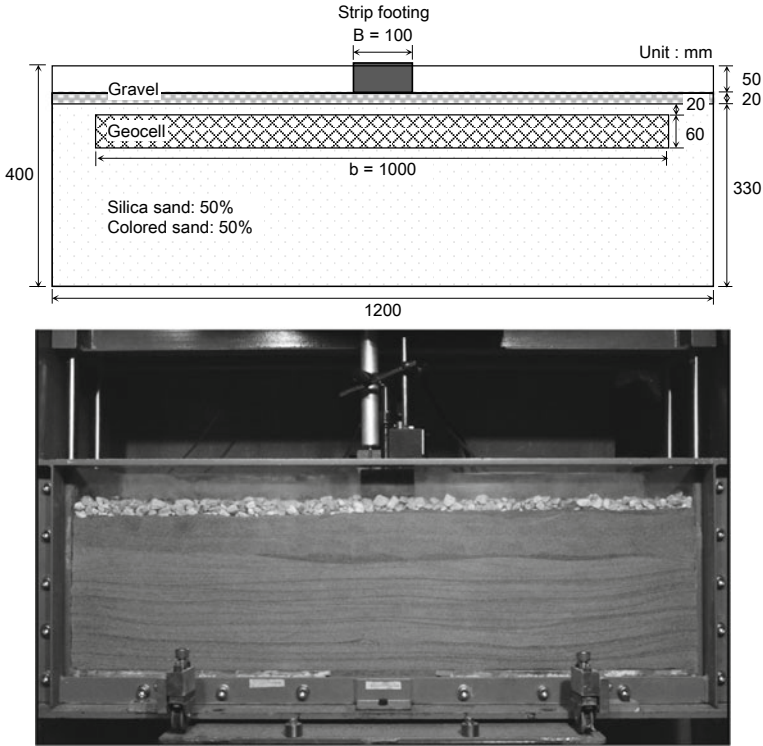 Strip footing
B = 100
Unit : mm
50
Gravel
20
20
Geocell
60
b = 1000
400
330
Silica sand: 50%
Colored sand: 50%
1200